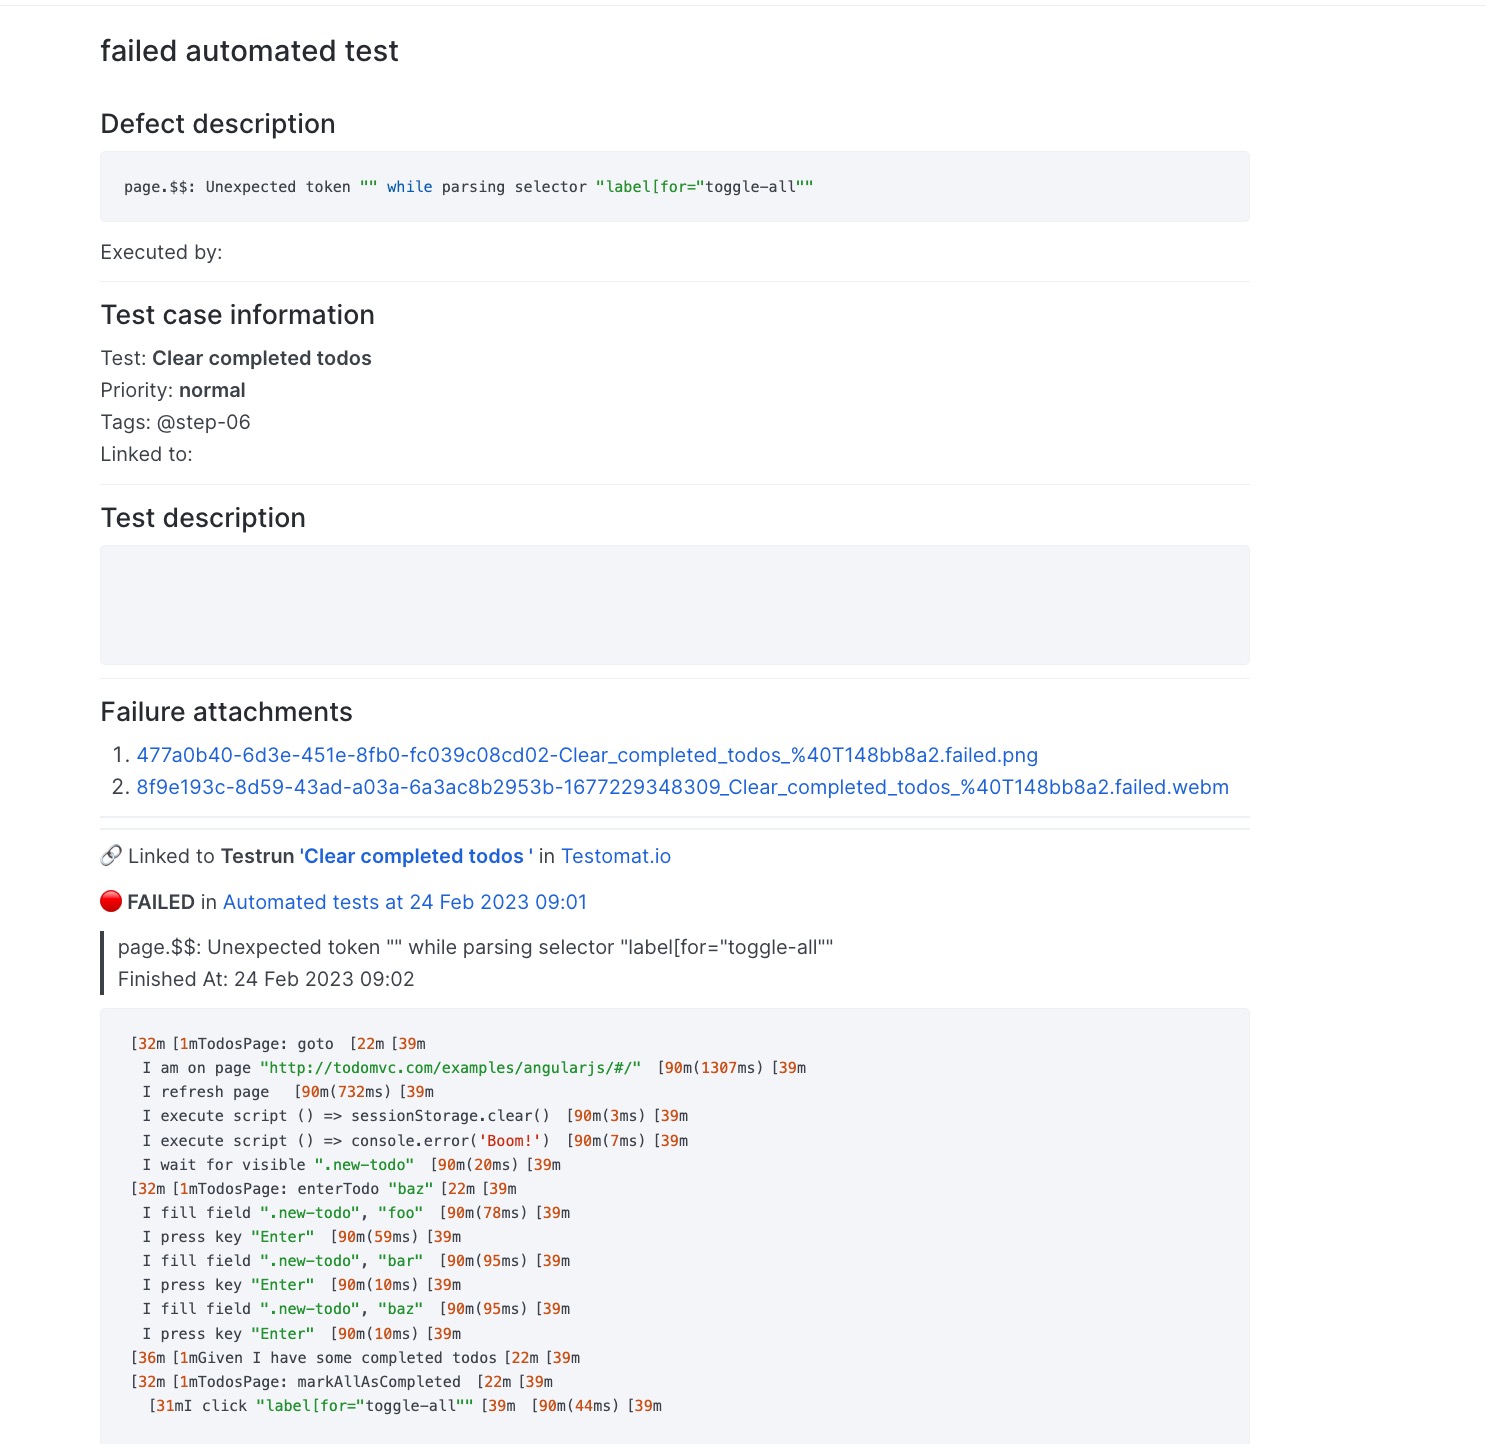 failed automated test
Defect description
page.$$: Unexpected token "" while parsing selector "label[for="toggle-all""
Executed by:
Test case information
Test: Clear completed todos
Priority: normal
Tags: @step-06
Linked to:
Test description
Failure attachments
1. 477a0b40-6d3e-451e-8fb0-fc039c08cd02-Clear_completed_todos_%40T148bb8a2.failed.png
2. 8f9e193c-8d59-43ad-a03a-6a3ac8b2953b-1677229348309_Clear_completed_todos_%40T148bb8a2.failed.webm
🔗 Linked to Testrun 'Clear completed todos ' in Testomat.io
🔴 FAILED in Automated tests at 24 Feb 2023 09:01
page.$$: Unexpected token "" while parsing selector "label[for="toggle-all""
Finished At: 24 Feb 2023 09:02
[32m [1mTodosPage: goto  [22m [39m
I am on page "http://todomvc.com/examples/angularjs/#/"  [90m(1307ms) [39m
I refresh page   [90m(732ms) [39m
I execute script () => sessionStorage.clear()  [90m(3ms) [39m
I execute script () => console.error('Boom!')  [90m(7ms) [39m
I wait for visible ".new-todo"  [90m(20ms) [39m
[32m [1mTodosPage: enterTodo "baz" [22m [39m
I fill field ".new-todo", "foo"  [90m(78ms) [39m
I press key "Enter"  [90m(59ms) [39m
I fill field ".new-todo", "bar"  [90m(95ms) [39m
I press key "Enter"  [90m(10ms) [39m
I fill field ".new-todo", "baz"  [90m(95ms) [39m
I press key "Enter"  [90m(10ms) [39m
[36m [1mGiven I have some completed todos [22m [39m
[32m [1mTodosPage: markAllAsCompleted  [22m [39m
[31mI click "label[for="toggle-all"" [39m  [90m(44ms) [39m